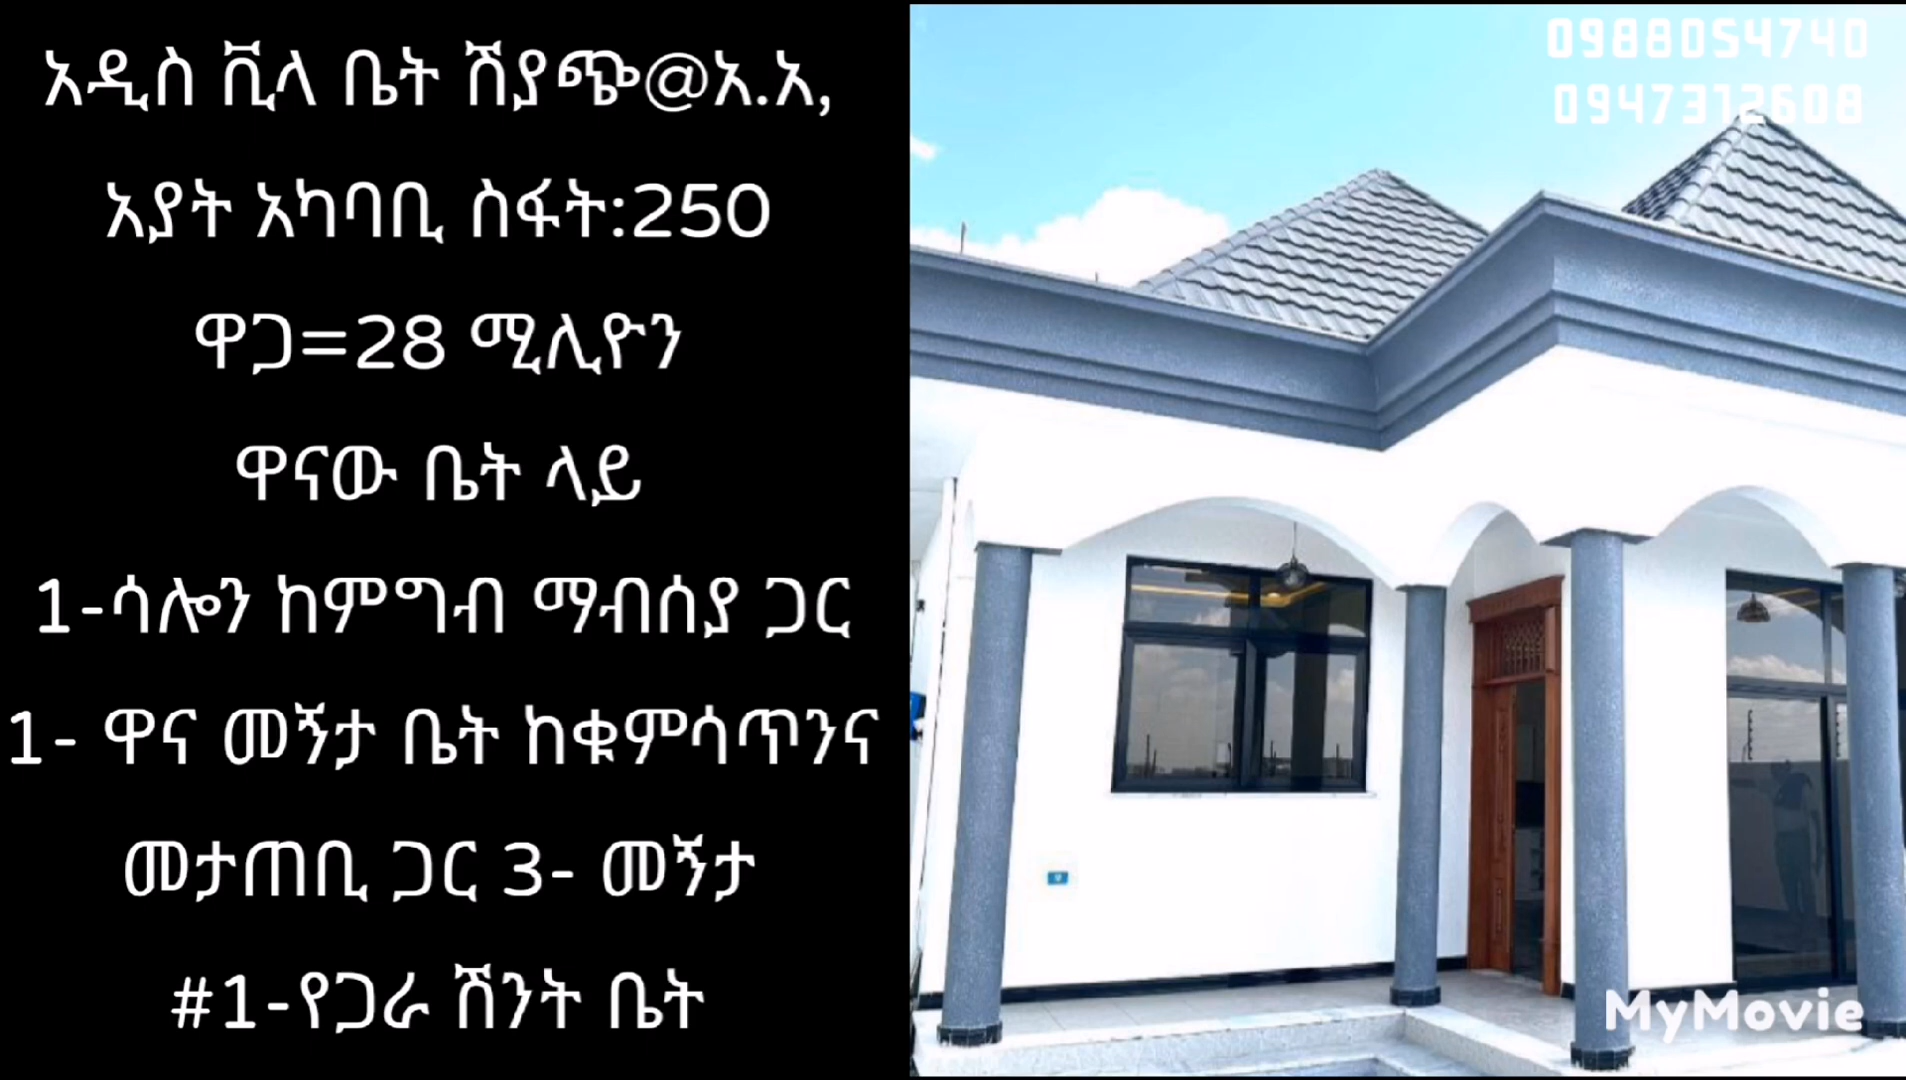 አዲስ ቪላ ቤት ሽያጭ@አ.አ,
አያት አካባቢ ስፋት:250
ዋጋ=28 ሚሊዮን
ዋናው ቤት ላይ
1-ሳሎን ከምግብ ማብሰያ ጋር
1- ዋና መኝታ ቤት ከቁምሳጥንና
መታጠቢ ጋር 3- መኝታ
#1-የጋራ ሽንት ቤት
0988054740
0947312608
MyMovie